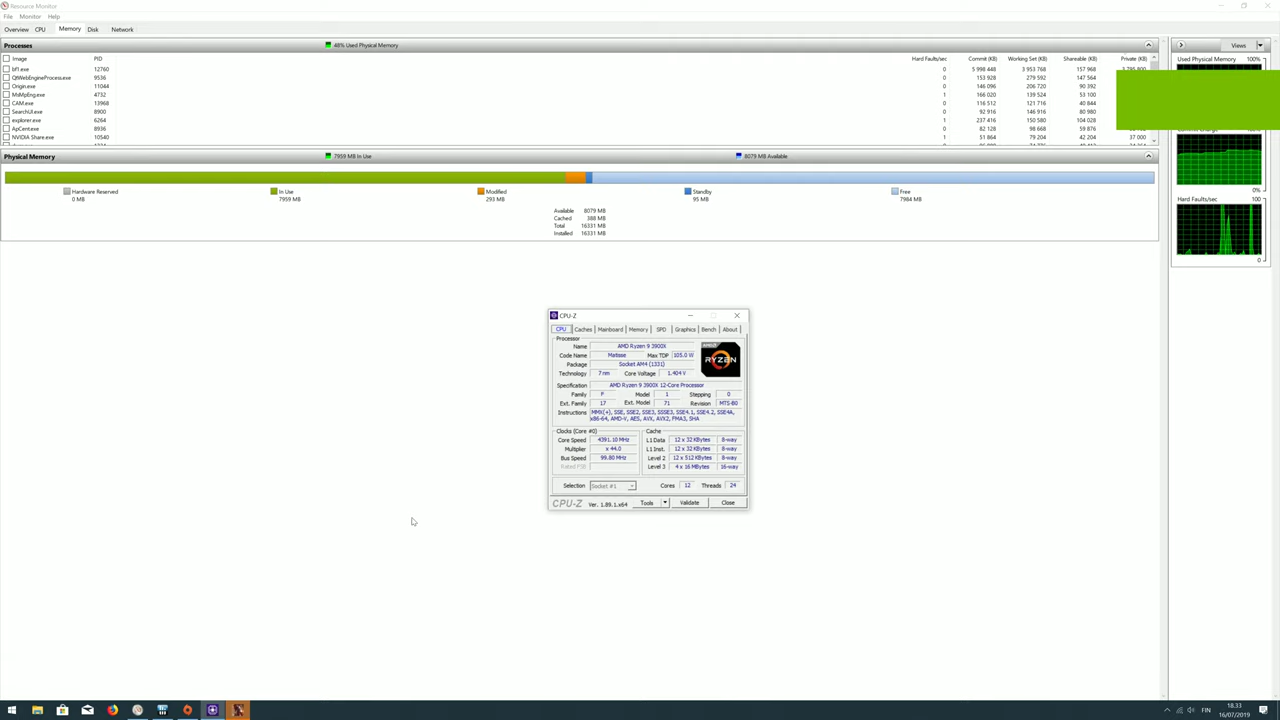 Resource Monitor
File Monitor Help
Overview CPU Memory Disk Network
Processes 48% Used Physical Memory
Image PID Hard Faults/sec Commit (KB) Working Set (KB) Shareable (KB) Private (KB)
bf1.exe 12760 0 5 998 448 3 953 768 157 968 3 795 800
QtWebEngineProcess.exe 9536 0 153 928 279 592 147 564
Origin.exe 11044 0 146 096 206 720 90 392
MsMpEng.exe 4732 1 166 020 139 524 53 100
CAM.exe 13968 0 116 512 121 716 40 844
SearchUI.exe 8900 0 92 916 146 916 80 980
explorer.exe 6264 1 237 416 150 580 104 028
ApCent.exe 8936 0 82 128 98 668 59 876
NVIDIA Share.exe 10540 1 51 864 79 204 42 204 37 000
Physical Memory 7959 MB In Use 8079 MB Available
Hardware Reserved
0 MB
In Use
7959 MB
Modified
293 MB
Standby
95 MB
Free
7984 MB
Available 8079 MB
Cached 388 MB
Total 16331 MB
Installed 16331 MB
Views
Used Physical Memory 100%
0%
Hard Faults/sec 100
0
CPU-Z
CPU Caches Mainboard Memory SPD Graphics Bench About
Processor
Name AMD Ryzen 9 3900X
Code Name Matisse Max TDP 105.0 W
Package Socket AM4 (1331)
Technology 7 nm Core Voltage 1.404 V
AMD
RYZEN
Specification AMD Ryzen 9 3900X 12-Core Processor
Family F Model 1 Stepping 0
Ext. Family 17 Ext. Model 71 Revision MTS-B0
Instructions MMX(+), SSE, SSE2, SSE3, SSSE3, SSE4.1, SSE4.2, SSE4A,
x86-64, AMD-V, AES, AVX, AVX2, FMA3, SHA
Clocks (Core #0)
Core Speed 4391.10 MHz
Multiplier x 44.0
Bus Speed 99.80 MHz
Rated FSB
Cache
L1 Data 12 x 32 KBytes 8-way
L1 Inst. 12 x 32 KBytes 8-way
Level 2 12 x 512 KBytes 8-way
Level 3 4 x 16 MBytes 16-way
Selection Socket #1 Cores 12 Threads 24
CPU-Z Ver. 1.89.1.x64 Tools Validate Close
FIN
18.33
16/07/2019